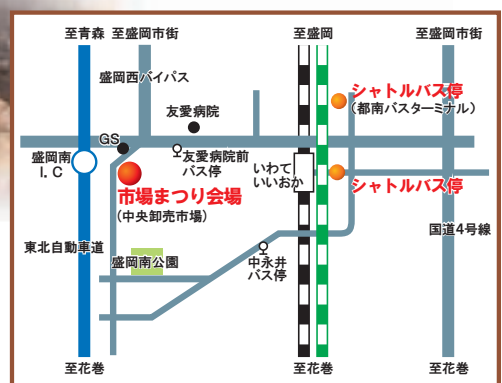 至青森
至盛岡市街
至盛岡
至盛岡市街
盛岡西バイパス
シャトルバス停
(都南バスターミナル)
友愛病院
GS
友愛病院前
バス停
盛岡南
I.C
いわて
いいおか
シャトルバス停
市場まつり会場
(中央卸売市場)
国道4号線
東北自動車道
盛岡南公園
中永井
バス停
至花巻
至花巻
至花巻